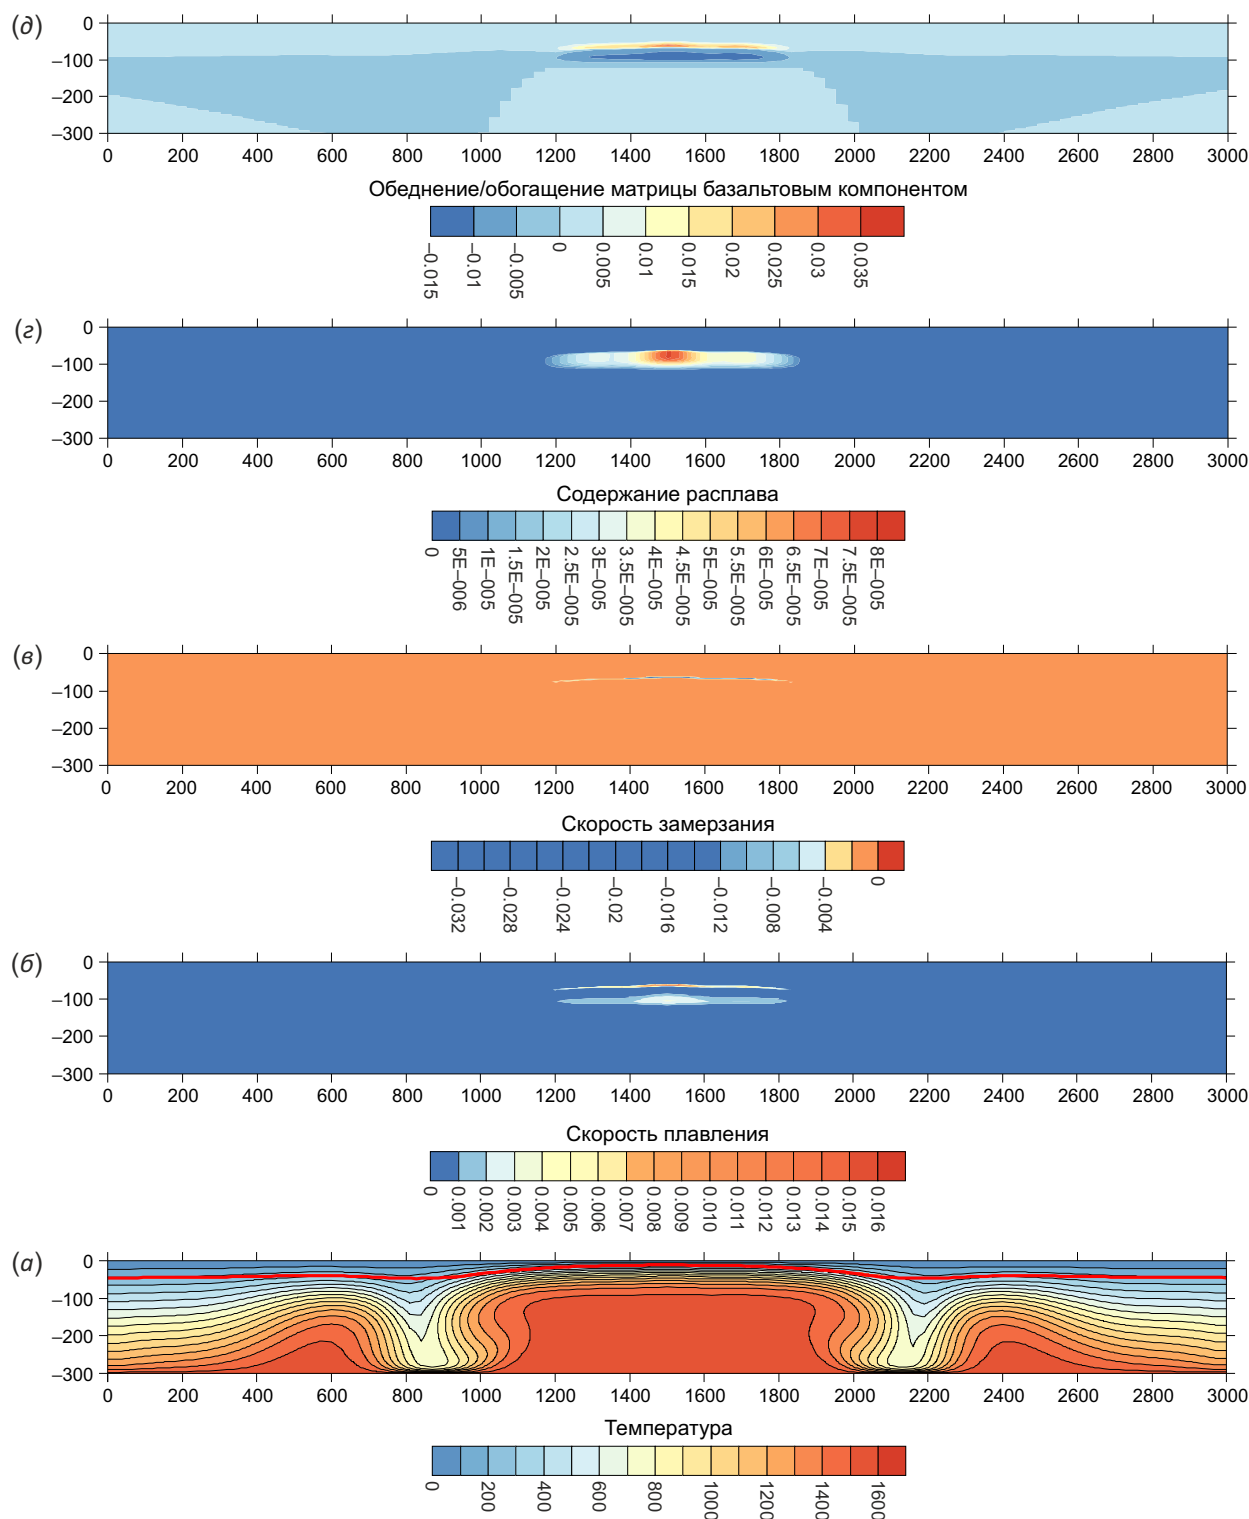 (д)
0
–100
–200
–300
0 200 400 600 800 1000 1200 1400 1600 1800 2000 2200 2400 2600 2800 3000
Обеднение/обогащение матрицы базальтовым компонентом
–0.015 –0.01 –0.005 0 0.005 0.01 0.015 0.02 0.025 0.03 0.035
(г)
0
–100
–200
–300
0 200 400 600 800 1000 1200 1400 1600 1800 2000 2200 2400 2600 2800 3000
Содержание расплава
0 5E–006 1E–005 1.5E–005 2E–005 2.5E–005 3E–005 3.5E–005 4E–005 4.5E–005 5E–005 5.5E–005 6E–005 6.5E–005 7E–005 7.5E–005 8E–005
(в)
0
–100
–200
–300
0 200 400 600 800 1000 1200 1400 1600 1800 2000 2200 2400 2600 2800 3000
Скорость замерзания
–0.032 –0.028 –0.024 –0.02 –0.016 –0.012 –0.008 –0.004 0
(б)
0
–100
–200
–300
0 200 400 600 800 1000 1200 1400 1600 1800 2000 2200 2400 2600 2800 3000
Скорость плавления
0 0.001 0.002 0.003 0.004 0.005 0.006 0.007 0.008 0.009 0.010 0.011 0.012 0.013 0.014 0.015 0.016
(а)
0
–100
–200
–300
0 200 400 600 800 1000 1200 1400 1600 1800 2000 2200 2400 2600 2800 3000
Температура
0 200 400 600 800 1000 1200 1400 1600